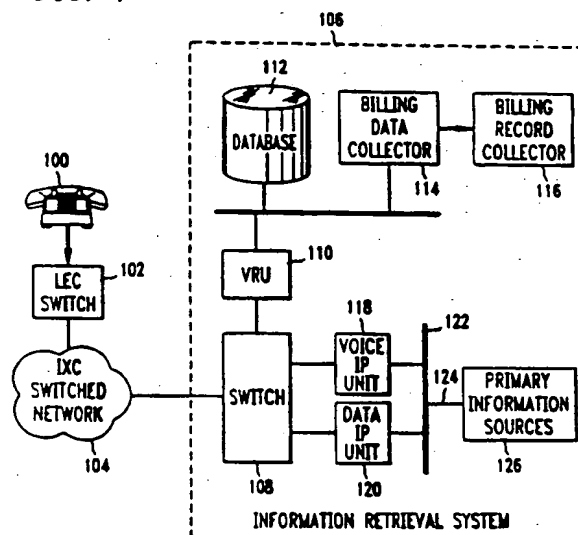 106
112
DATABASE
BILLING
DATA
COLLECTOR
114
BILLING
RECORD
COLLECTOR
116
100
LEC
SWITCH
102
VRU
110
IXC
SWITCHED
NETWORK
104
SWITCH
108
118
VOICE
IP
UNIT
DATA
IP
UNIT
120
122
124
PRIMARY
INFORMATION
SOURCES
126
INFORMATION RETRIEVAL SYSTEM